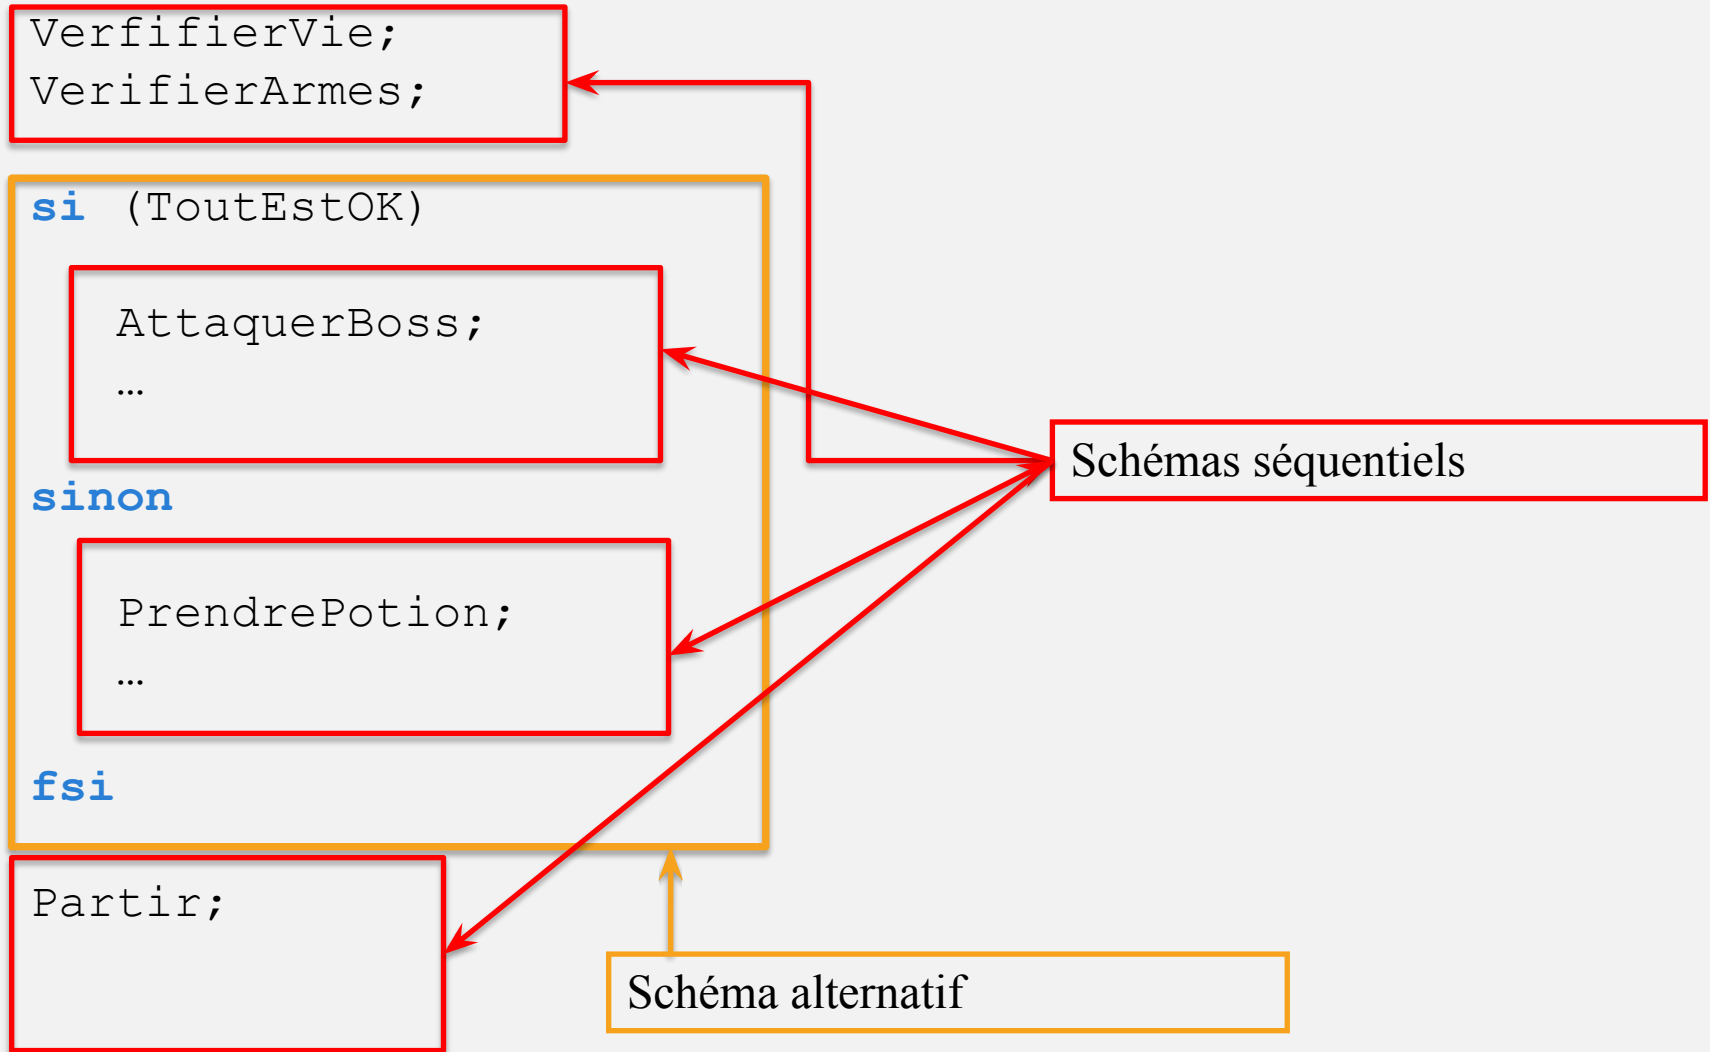 VerfifierVie;
VerifierArmes;
si (ToutEstOK)
AttaquerBoss;
…
sinon
PrendrePotion;
…
fsi
Partir;
Schémas séquentiels
Schéma alternatif